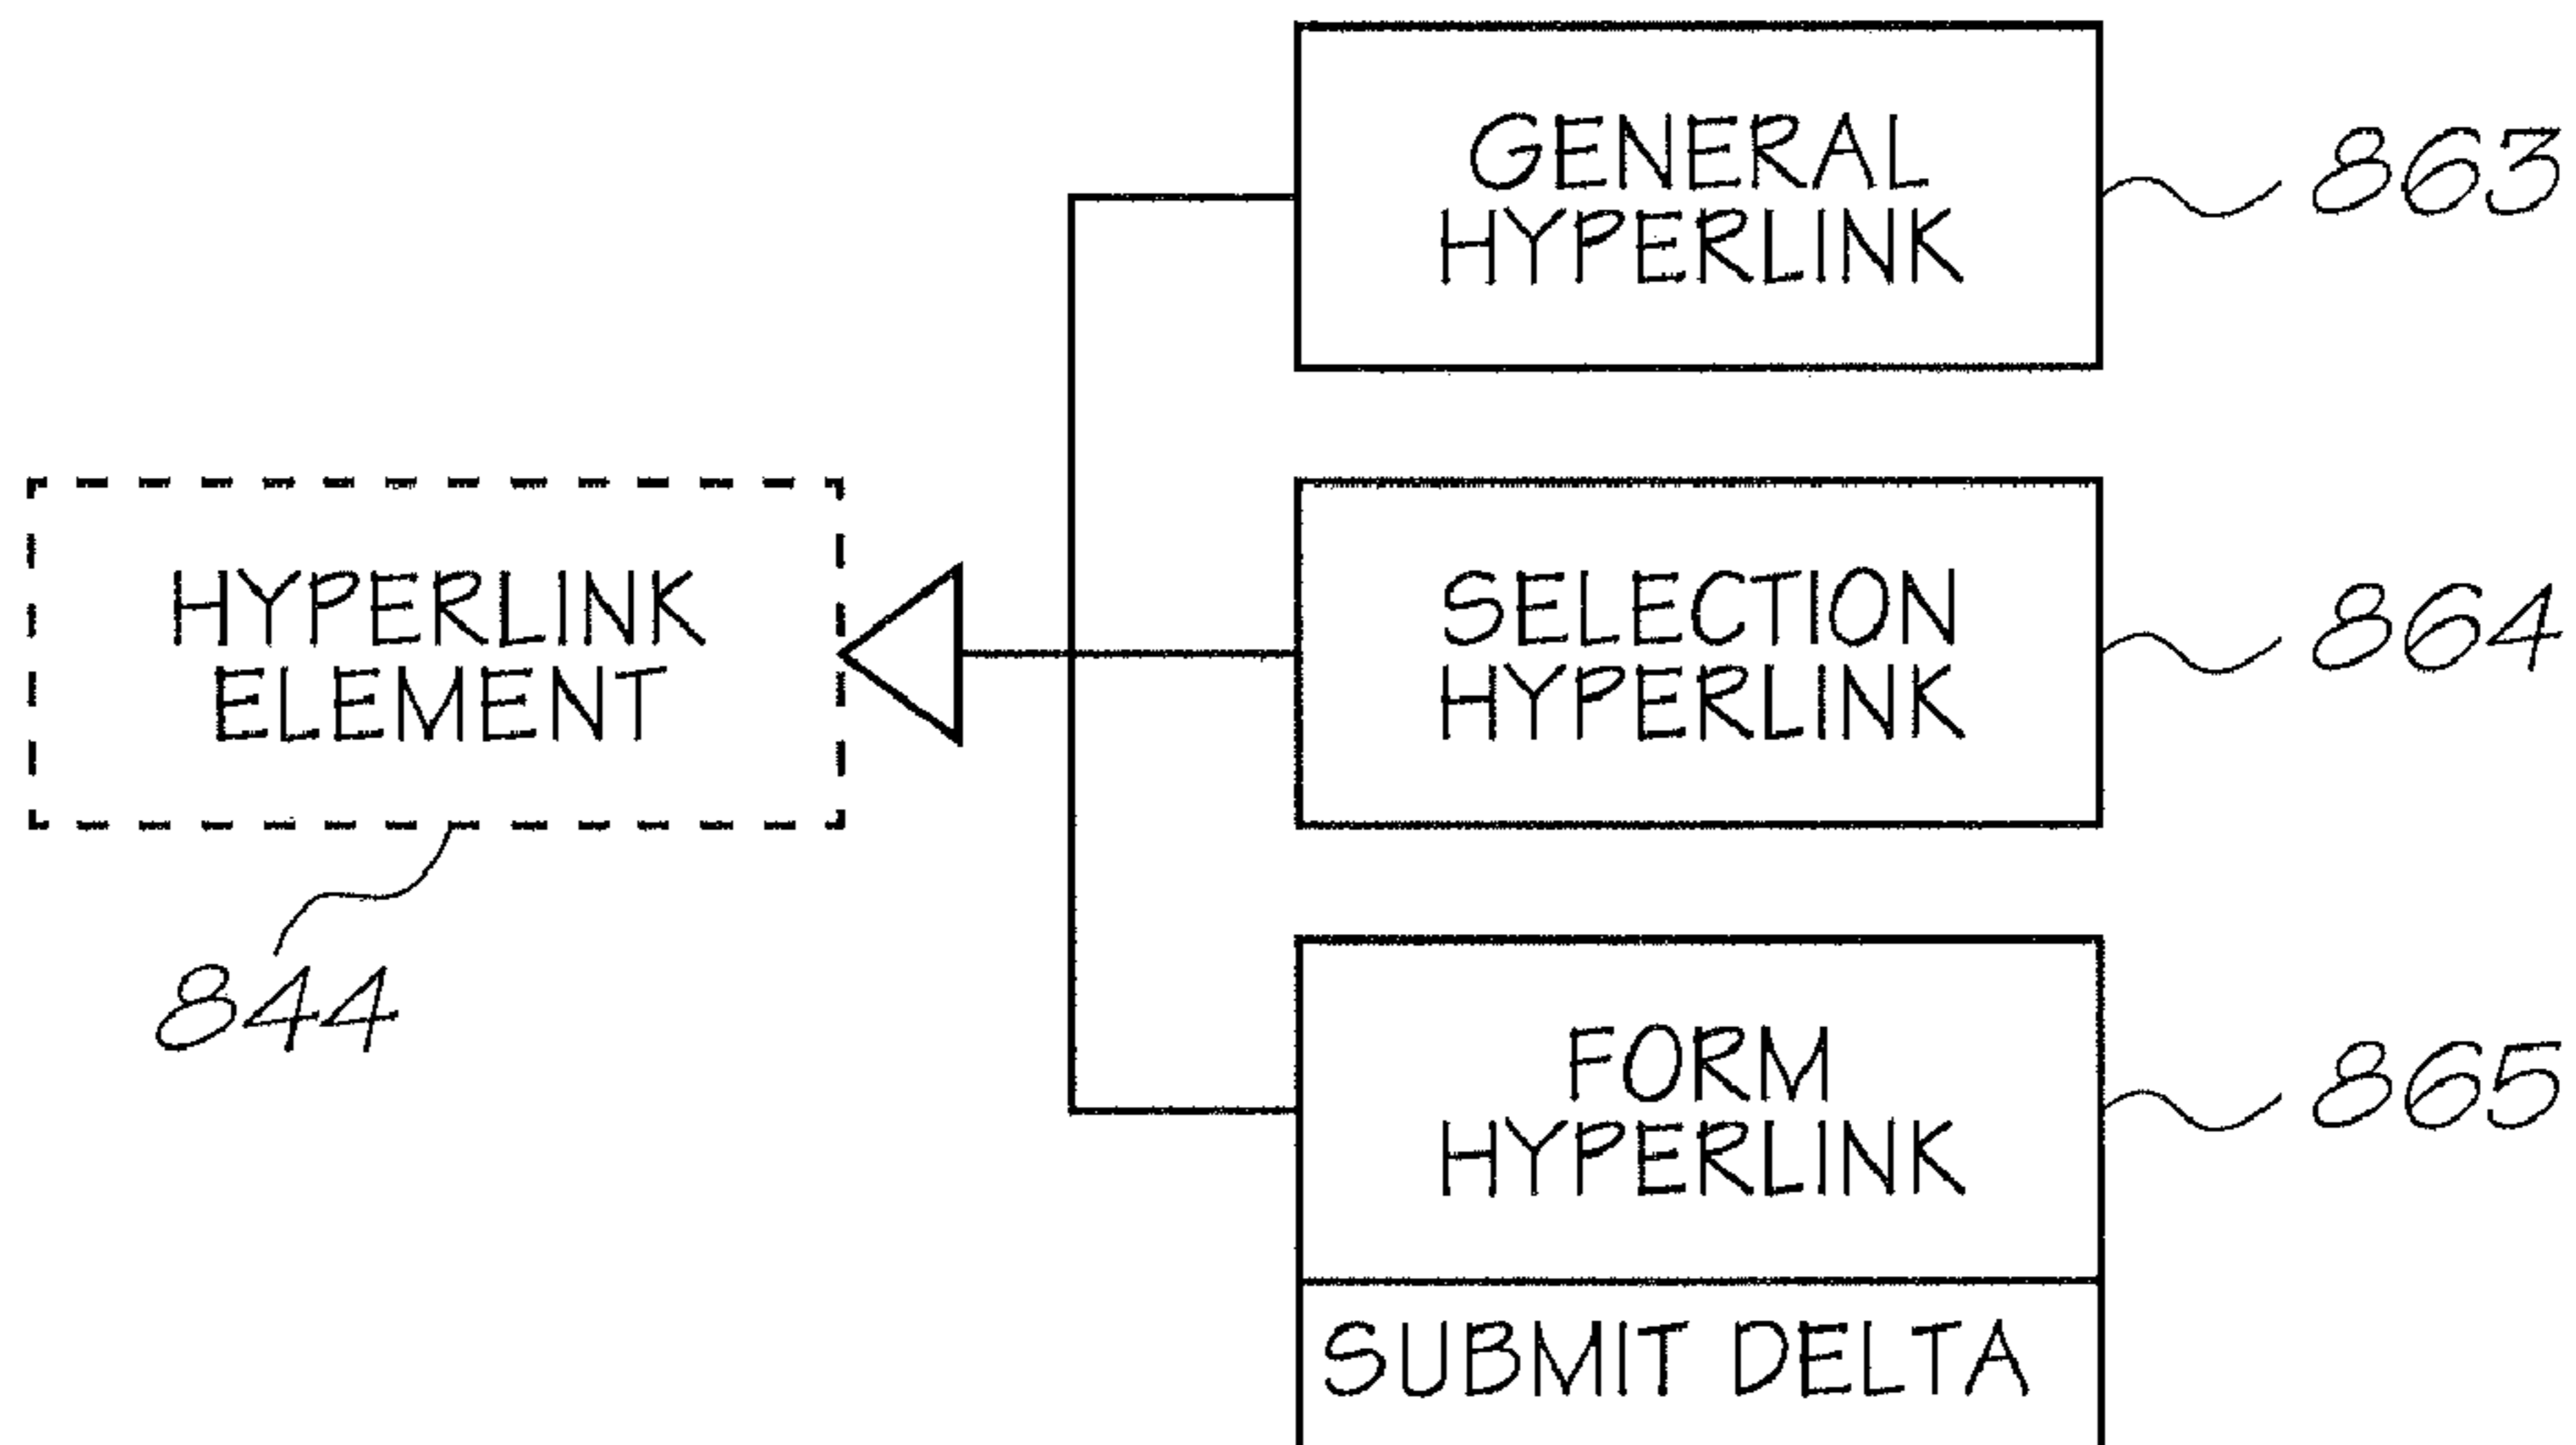 GENERAL
HYPERLINK
863
HYPERLINK
ELEMENT
844
SELECTION
HYPERLINK
864
FORM
HYPERLINK
865
SUBMIT DELTA